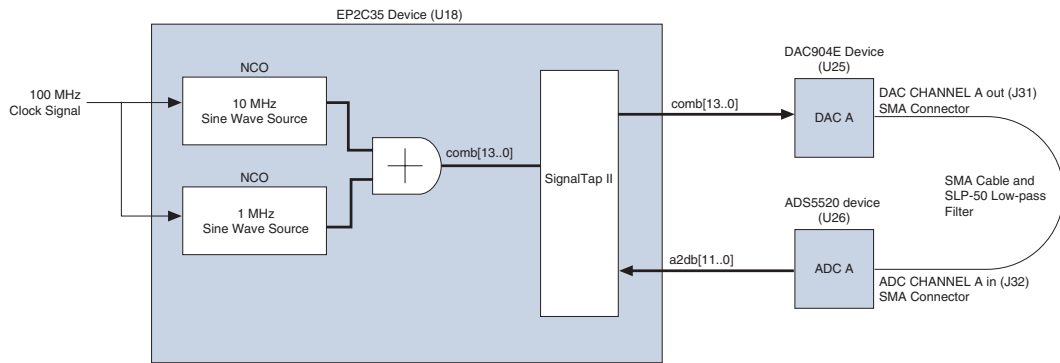 EP2C35 Device (U18)
100 MHz
Clock Signal
NCO
10 MHz
Sine Wave Source
NCO
1 MHz
Sine Wave Source
comb[13..0]
SignalTap II
comb[13..0]
a2db[11..0]
DAC904E Device
(U25)
DAC A
DAC CHANNEL A out (J31)
SMA Connector
SMA Cable and
SLP-50 Low-pass
Filter
ADS5520 device
(U26)
ADC A
ADC CHANNEL A in (J32)
SMA Connector